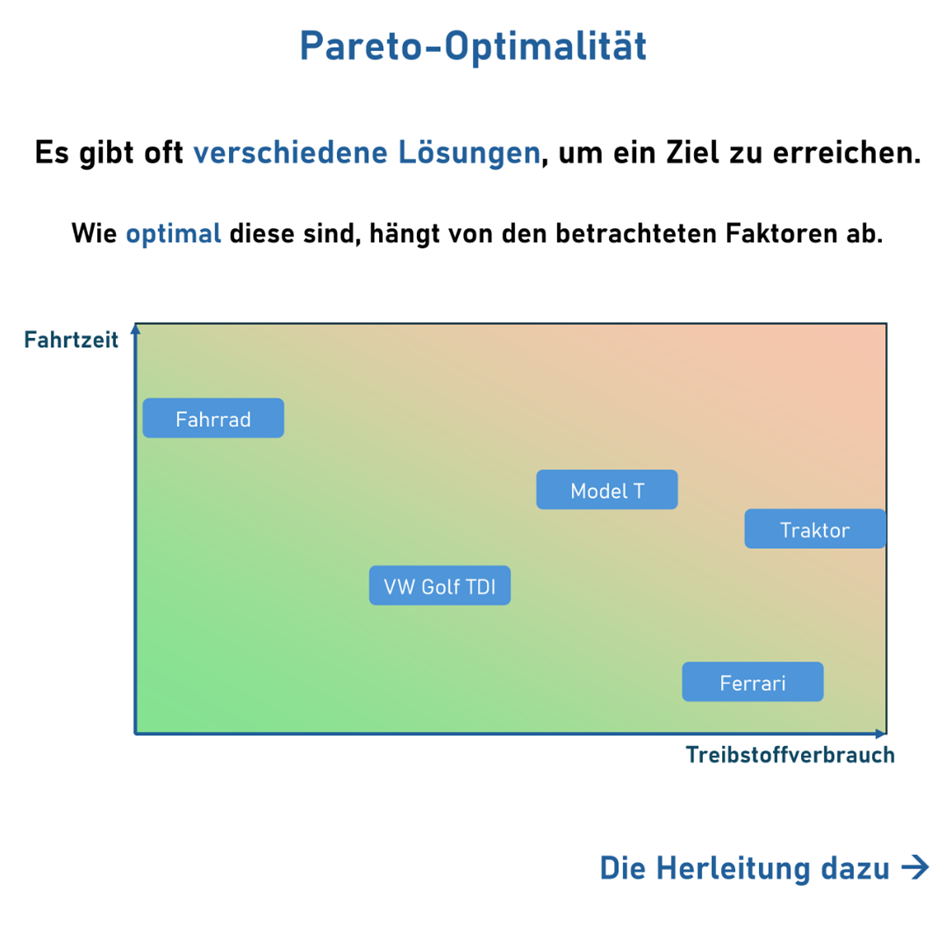 Pareto-Optimalität
Es gibt oft verschiedene Lösungen, um ein Ziel zu erreichen.
Wie optimal diese sind, hängt von den betrachteten Faktoren ab.
Fahrtzeit
Fahrrad
Model T
Traktor
VW Golf TDI
Ferrari
Treibstoffverbrauch
Die Herleitung dazu →